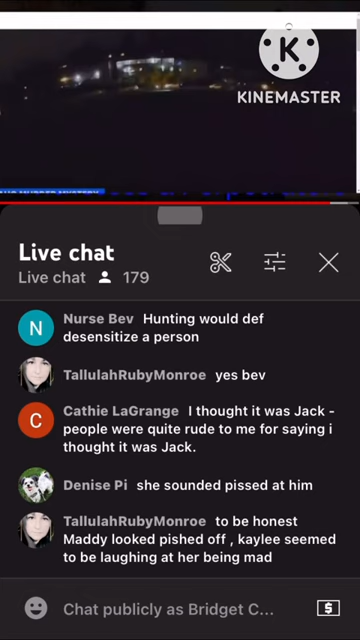 K
KINEMASTER
Live chat
Live chat 179
N Nurse Bev Hunting would def
desensitize a person
TallulahRubyMonroe yes bev
C Cathie LaGrange I thought it was Jack -
people were quite rude to me for saying i
thought it was Jack.
Denise Pi she sounded pissed at him
TallulahRubyMonroe to be honest
Maddy looked pished off , kaylee seemed
to be laughing at her being mad
Chat publicly as Bridget C... $